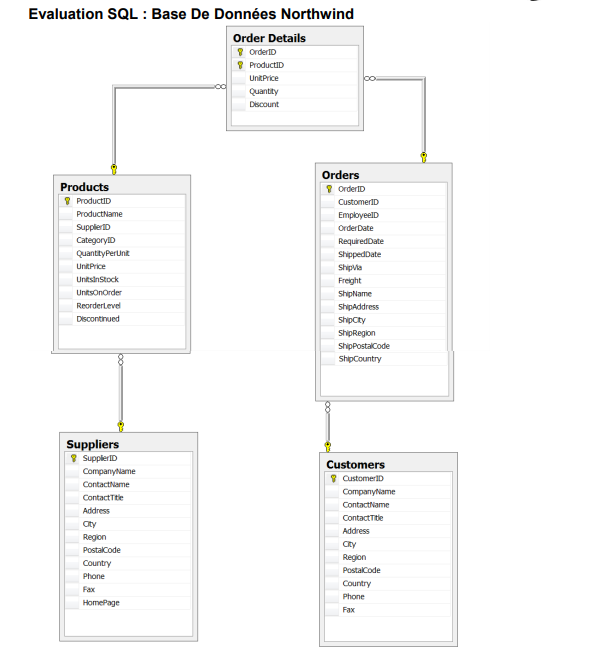 Evaluation SQL : Base De Données Northwind
Order Details
OrderID
ProductID
UnitPrice
Quantity
Discount
Products
ProductID
ProductName
SupplierID
CategoryID
QuantityPerUnit
UnitPrice
UnitsInStock
UnitsOnOrder
ReorderLevel
Discontinued
Orders
OrderID
CustomerID
EmployeeID
OrderDate
RequiredDate
ShippedDate
ShipVia
Freight
ShipName
ShipAddress
ShipCity
ShipRegion
ShipPostalCode
ShipCountry
Suppliers
SupplierID
CompanyName
ContactName
ContactTitle
Address
City
Region
PostalCode
Country
Phone
Fax
HomePage
Customers
CustomerID
CompanyName
ContactName
ContactTitle
Address
City
Region
PostalCode
Country
Phone
Fax